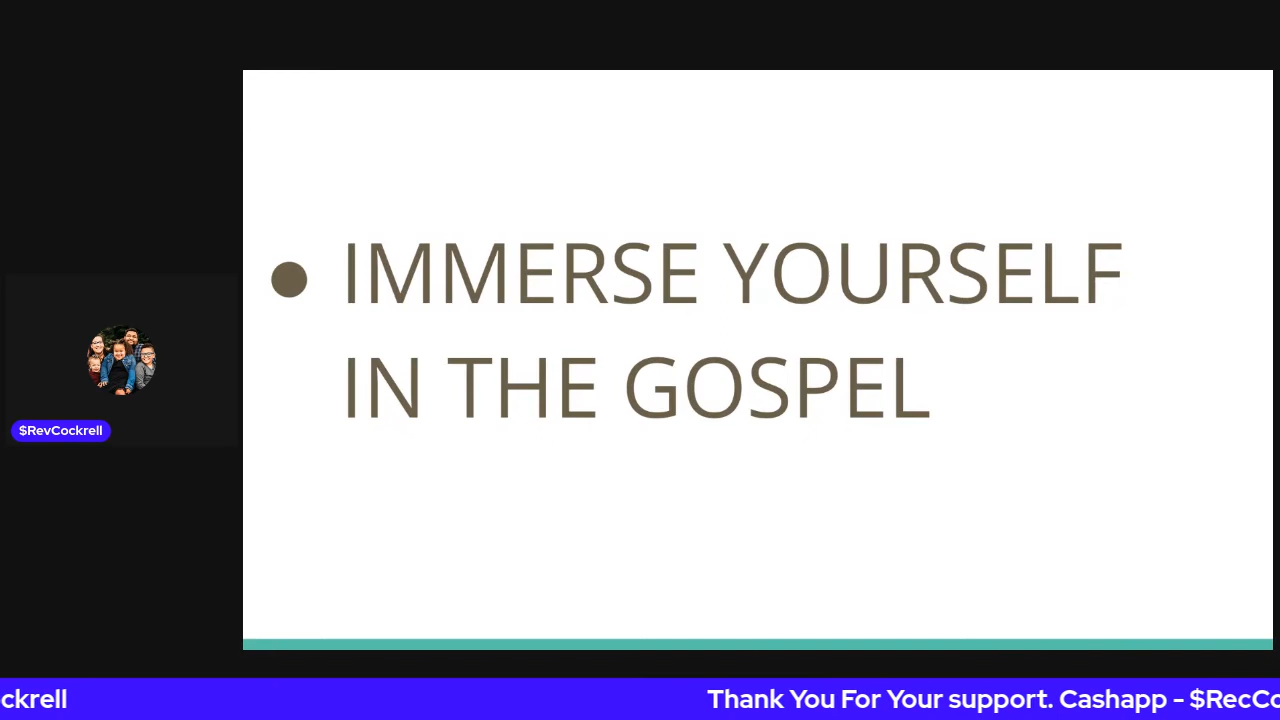 ● IMMERSE YOURSELF
IN THE GOSPEL
$RevCockrell
ckrell
Thank You For Your support. Cashapp - $RecCo